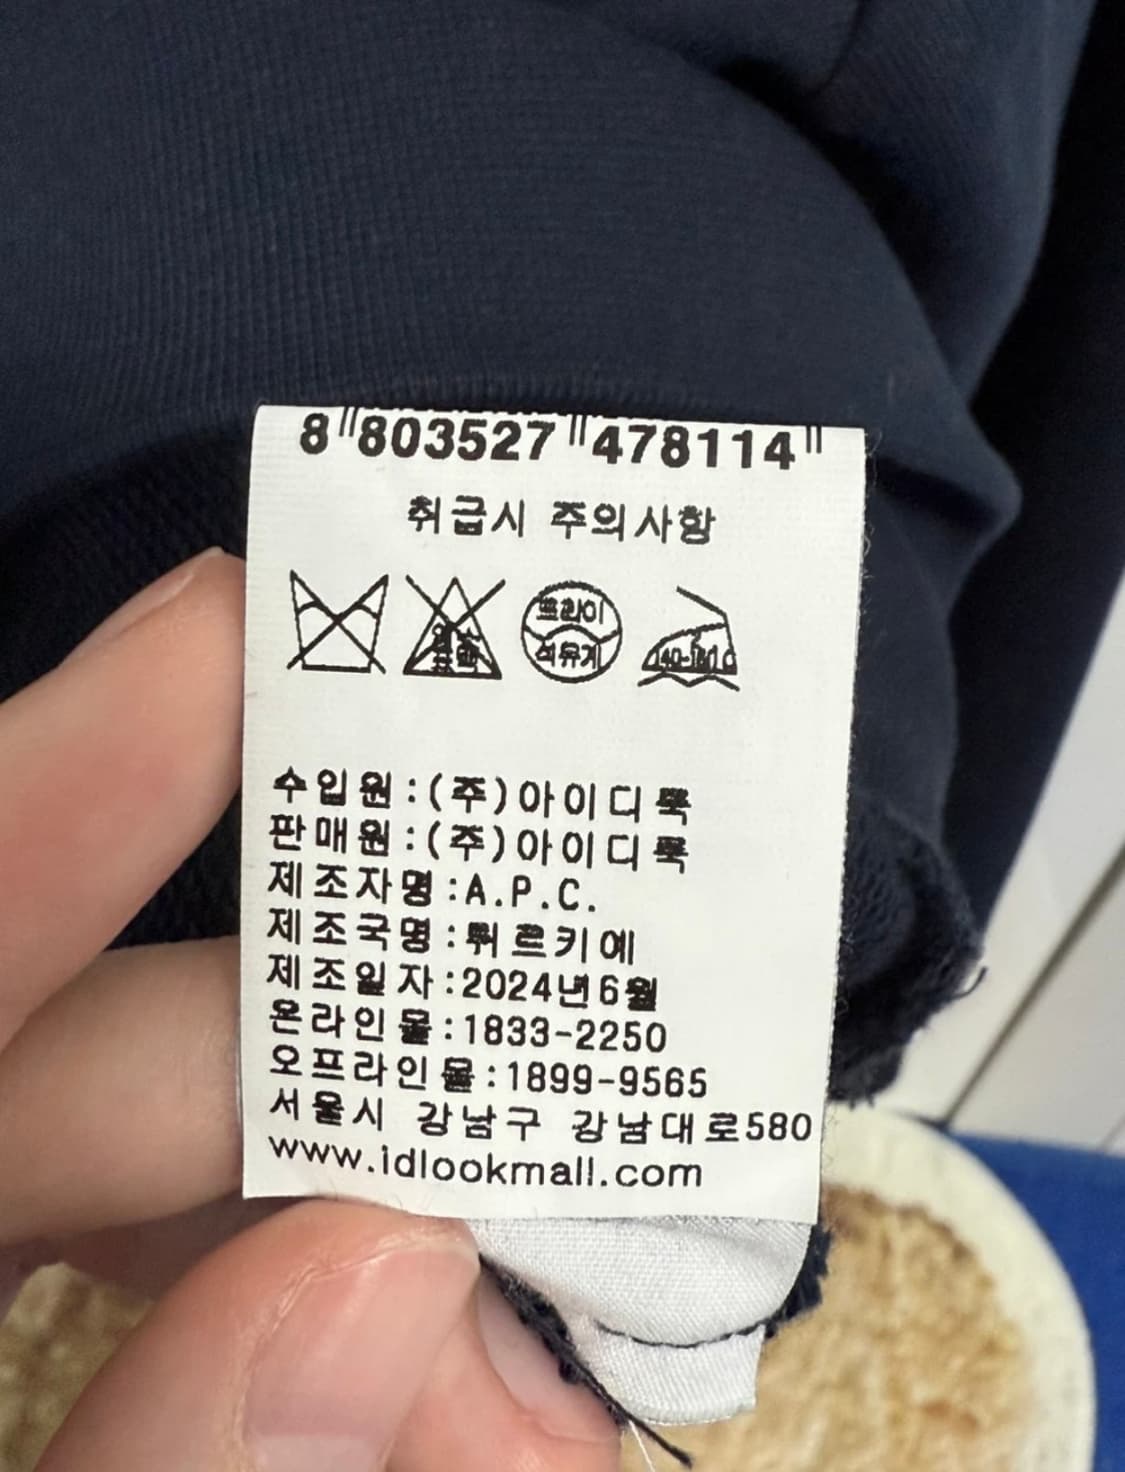 8 803527 478114
취급시 주의사항
염소
표백
드라이
석유계
140-160℃
수입원:(주)아이디룩
판매원:(주)아이디룩
제조자명:A.P.C.
제조국명:튀르키예
제조일자:2024년6월
온라인몰:1833-2250
오프라인몰:1899-9565
서울시 강남구 강남대로580
www.idlookmall.com